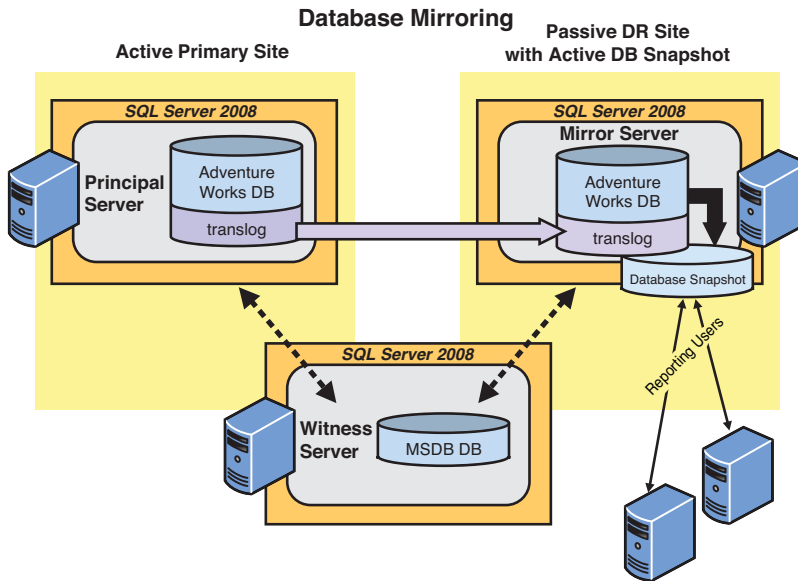 Database Mirroring
Active Primary Site
Passive DR Site
with Active DB Snapshot
SQL Server 2008
Principal
Server
Adventure
Works DB
translog
SQL Server 2008
Mirror Server
Adventure
Works DB
translog
Database Snapshot
Reporting Users
SQL Server 2008
Witness
Server
MSDB DB